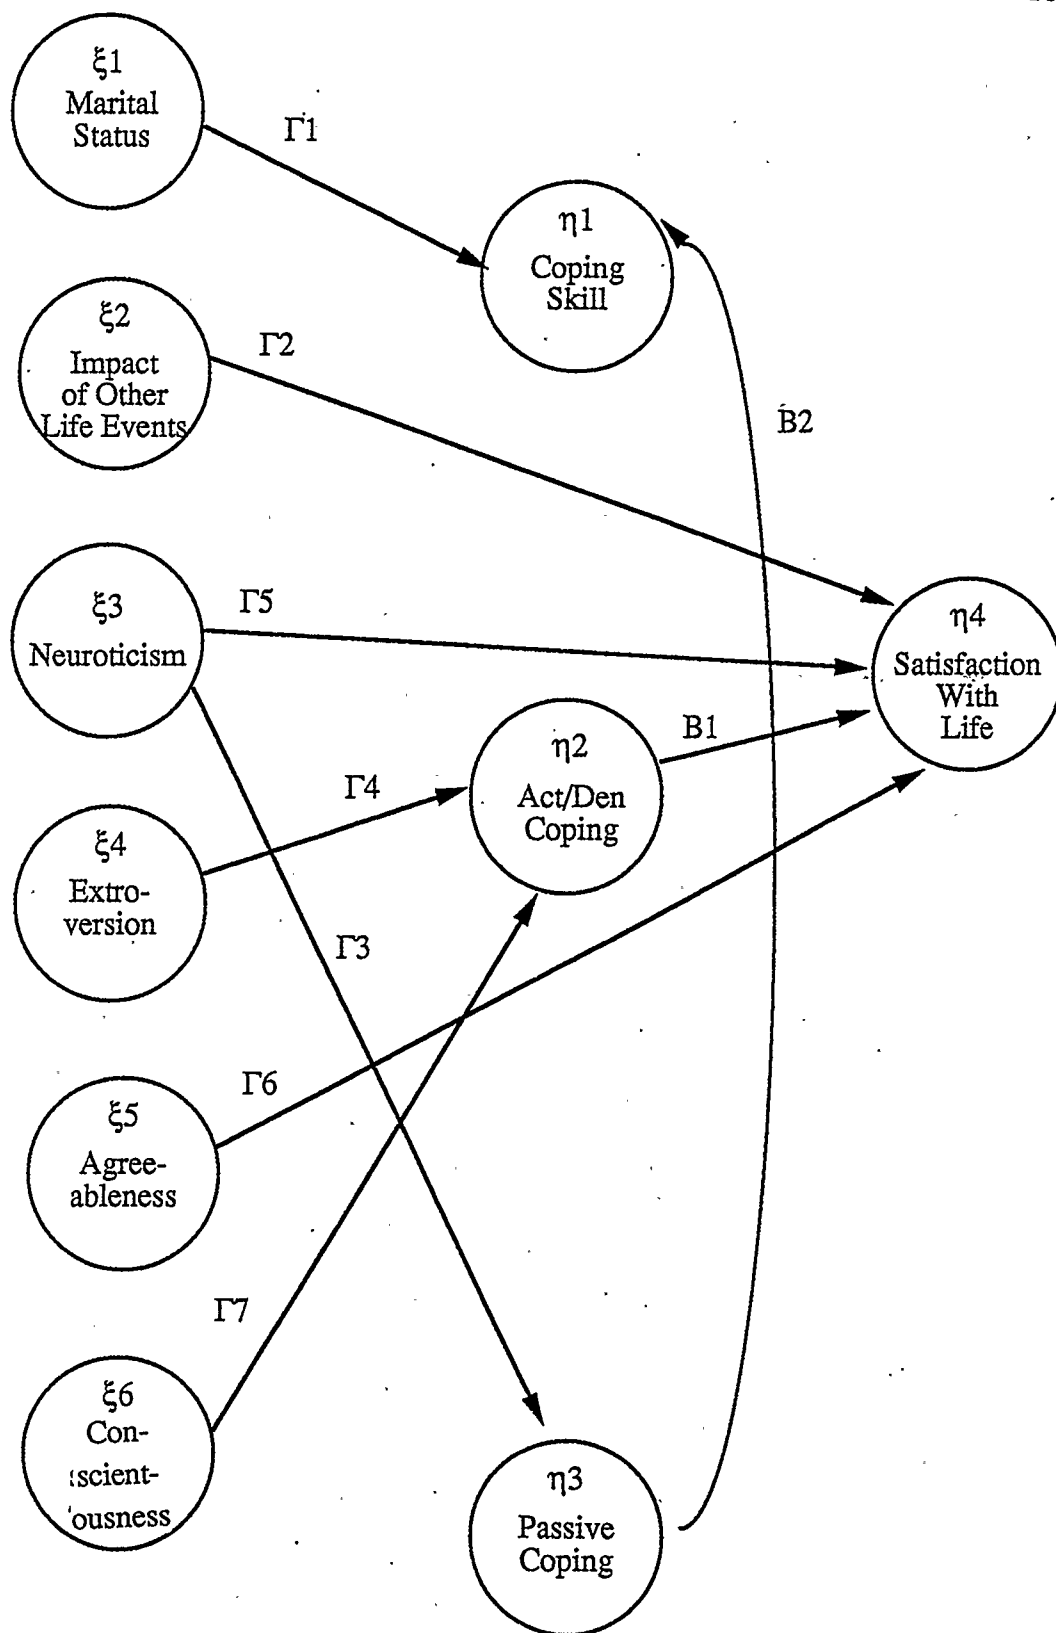 ξ1
Marital
Status
Γ1
η1
Coping
Skill
ξ2
Impact
of Other
Life Events
Γ2
B2
ξ3
Neuroticism
Γ5
η4
Satisfaction
With
Life
η2
Act/Den
Coping
B1
Γ4
ξ4
Extro-
version
Γ3
Γ6
ξ5
Agree-
ableness
Γ7
ξ6
Con-
scient-
ousness
η3
Passive
Coping